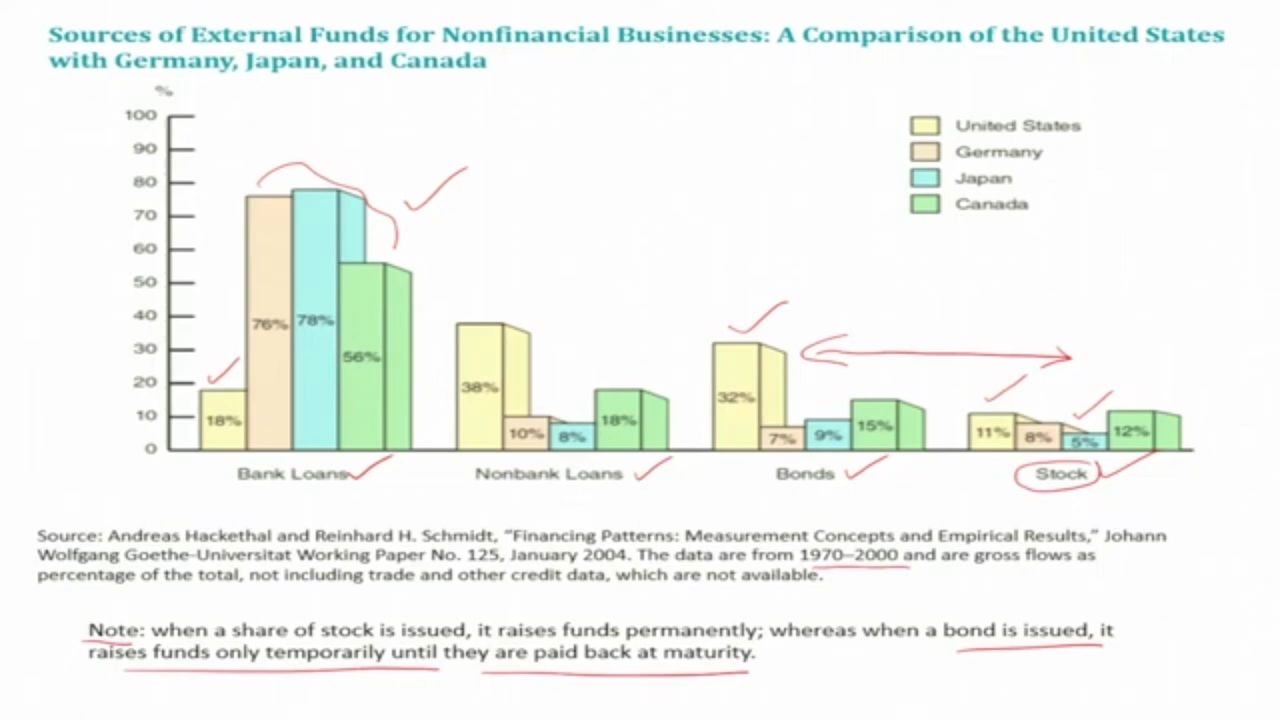 Sources of External Funds for Nonfinancial Businesses: A Comparison of the United States
with Germany, Japan, and Canada
%
100
90
80
70
60
50
40
30
20
10
0
United States
Germany
Japan
Canada
18%
76%
78%
56%
38%
10%
8%
18%
32%
7%
9%
15%
11%
8%
5%
12%
Bank Loans
Nonbank Loans
Bonds
Stock
Source: Andreas Hackethal and Reinhard H. Schmidt, “Financing Patterns: Measurement Concepts and Empirical Results,” Johann
Wolfgang Goethe-Universitat Working Paper No. 125, January 2004. The data are from 1970–2000 and are gross flows as
percentage of the total, not including trade and other credit data, which are not available.
Note: when a share of stock is issued, it raises funds permanently; whereas when a bond is issued, it
raises funds only temporarily until they are paid back at maturity.